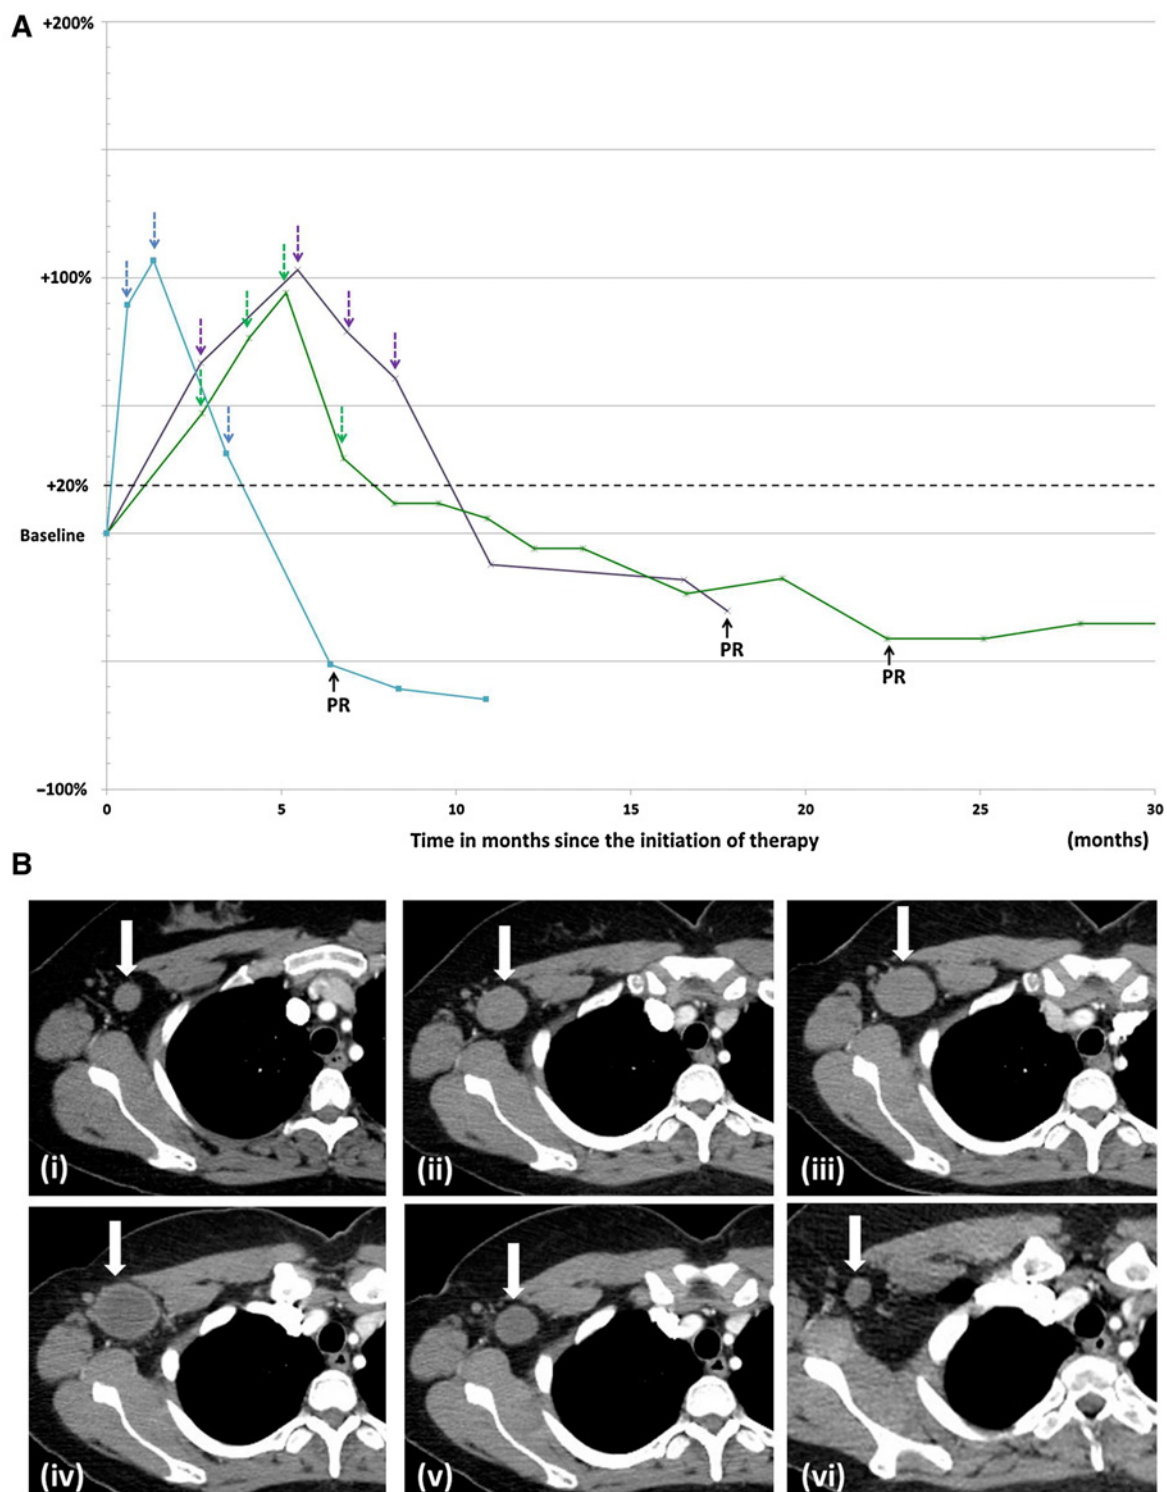 A
+200%
+100%
+20%
Baseline
PR
PR
PR
−100%
0 5 10 15 20 25 30
Time in months since the initiation of therapy (months)
B
(i) (ii) (iii)
(iv) (v) (vi)